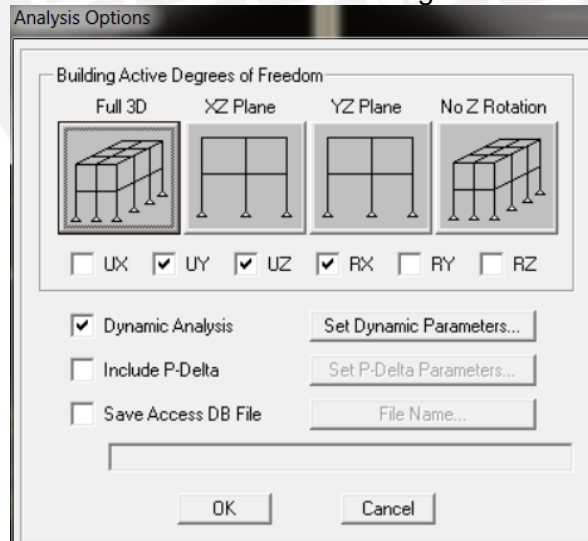 Analysis Options
Building Active Degrees of Freedom
Full 3D XZ Plane YZ Plane No Z Rotation
UX UY UZ RX RY RZ
Dynamic Analysis Set Dynamic Parameters...
Include P-Delta Set P-Delta Parameters...
Save Access DB File File Name...
OK Cancel